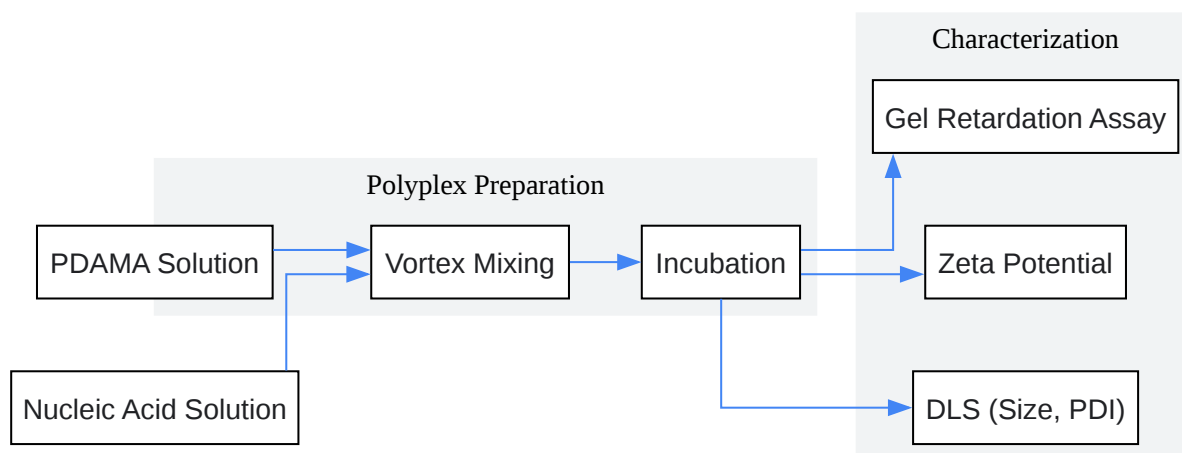 Characterization
Gel Retardation Assay
Polyplex Preparation
PDAMA Solution
Vortex Mixing
Incubation
Zeta Potential
Nucleic Acid Solution
DLS (Size, PDI)